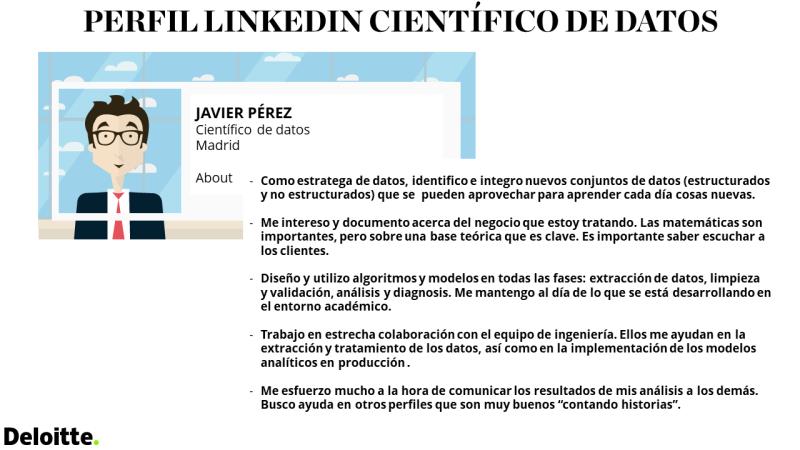 PERFIL LINKEDIN CIENTÍFICO DE DATOS
JAVIER PÉREZ
Científico de datos
Madrid
About
- Como estratega de datos, identifico e integro nuevos conjuntos de datos (estructurados
y no estructurados) que se pueden aprovechar para aprender cada día cosas nuevas.
- Me intereso y documento acerca del negocio que estoy tratando. Las matemáticas son
importantes, pero sobre una base teórica que es clave. Es importante saber escuchar a
los clientes.
- Diseño y utilizo algoritmos y modelos en todas las fases: extracción de datos, limpieza
y validación, análisis y diagnosis. Me mantengo al día de lo que se está desarrollando en
el entorno académico.
- Trabajo en estrecha colaboración con el equipo de ingeniería. Ellos me ayudan en la
extracción y tratamiento de los datos, así como en la implementación de los modelos
analíticos en producción.
- Me esfuerzo mucho a la hora de comunicar los resultados de mis análisis a los demás.
Busco ayuda en otros perfiles que son muy buenos “contando historias”.
Deloitte.